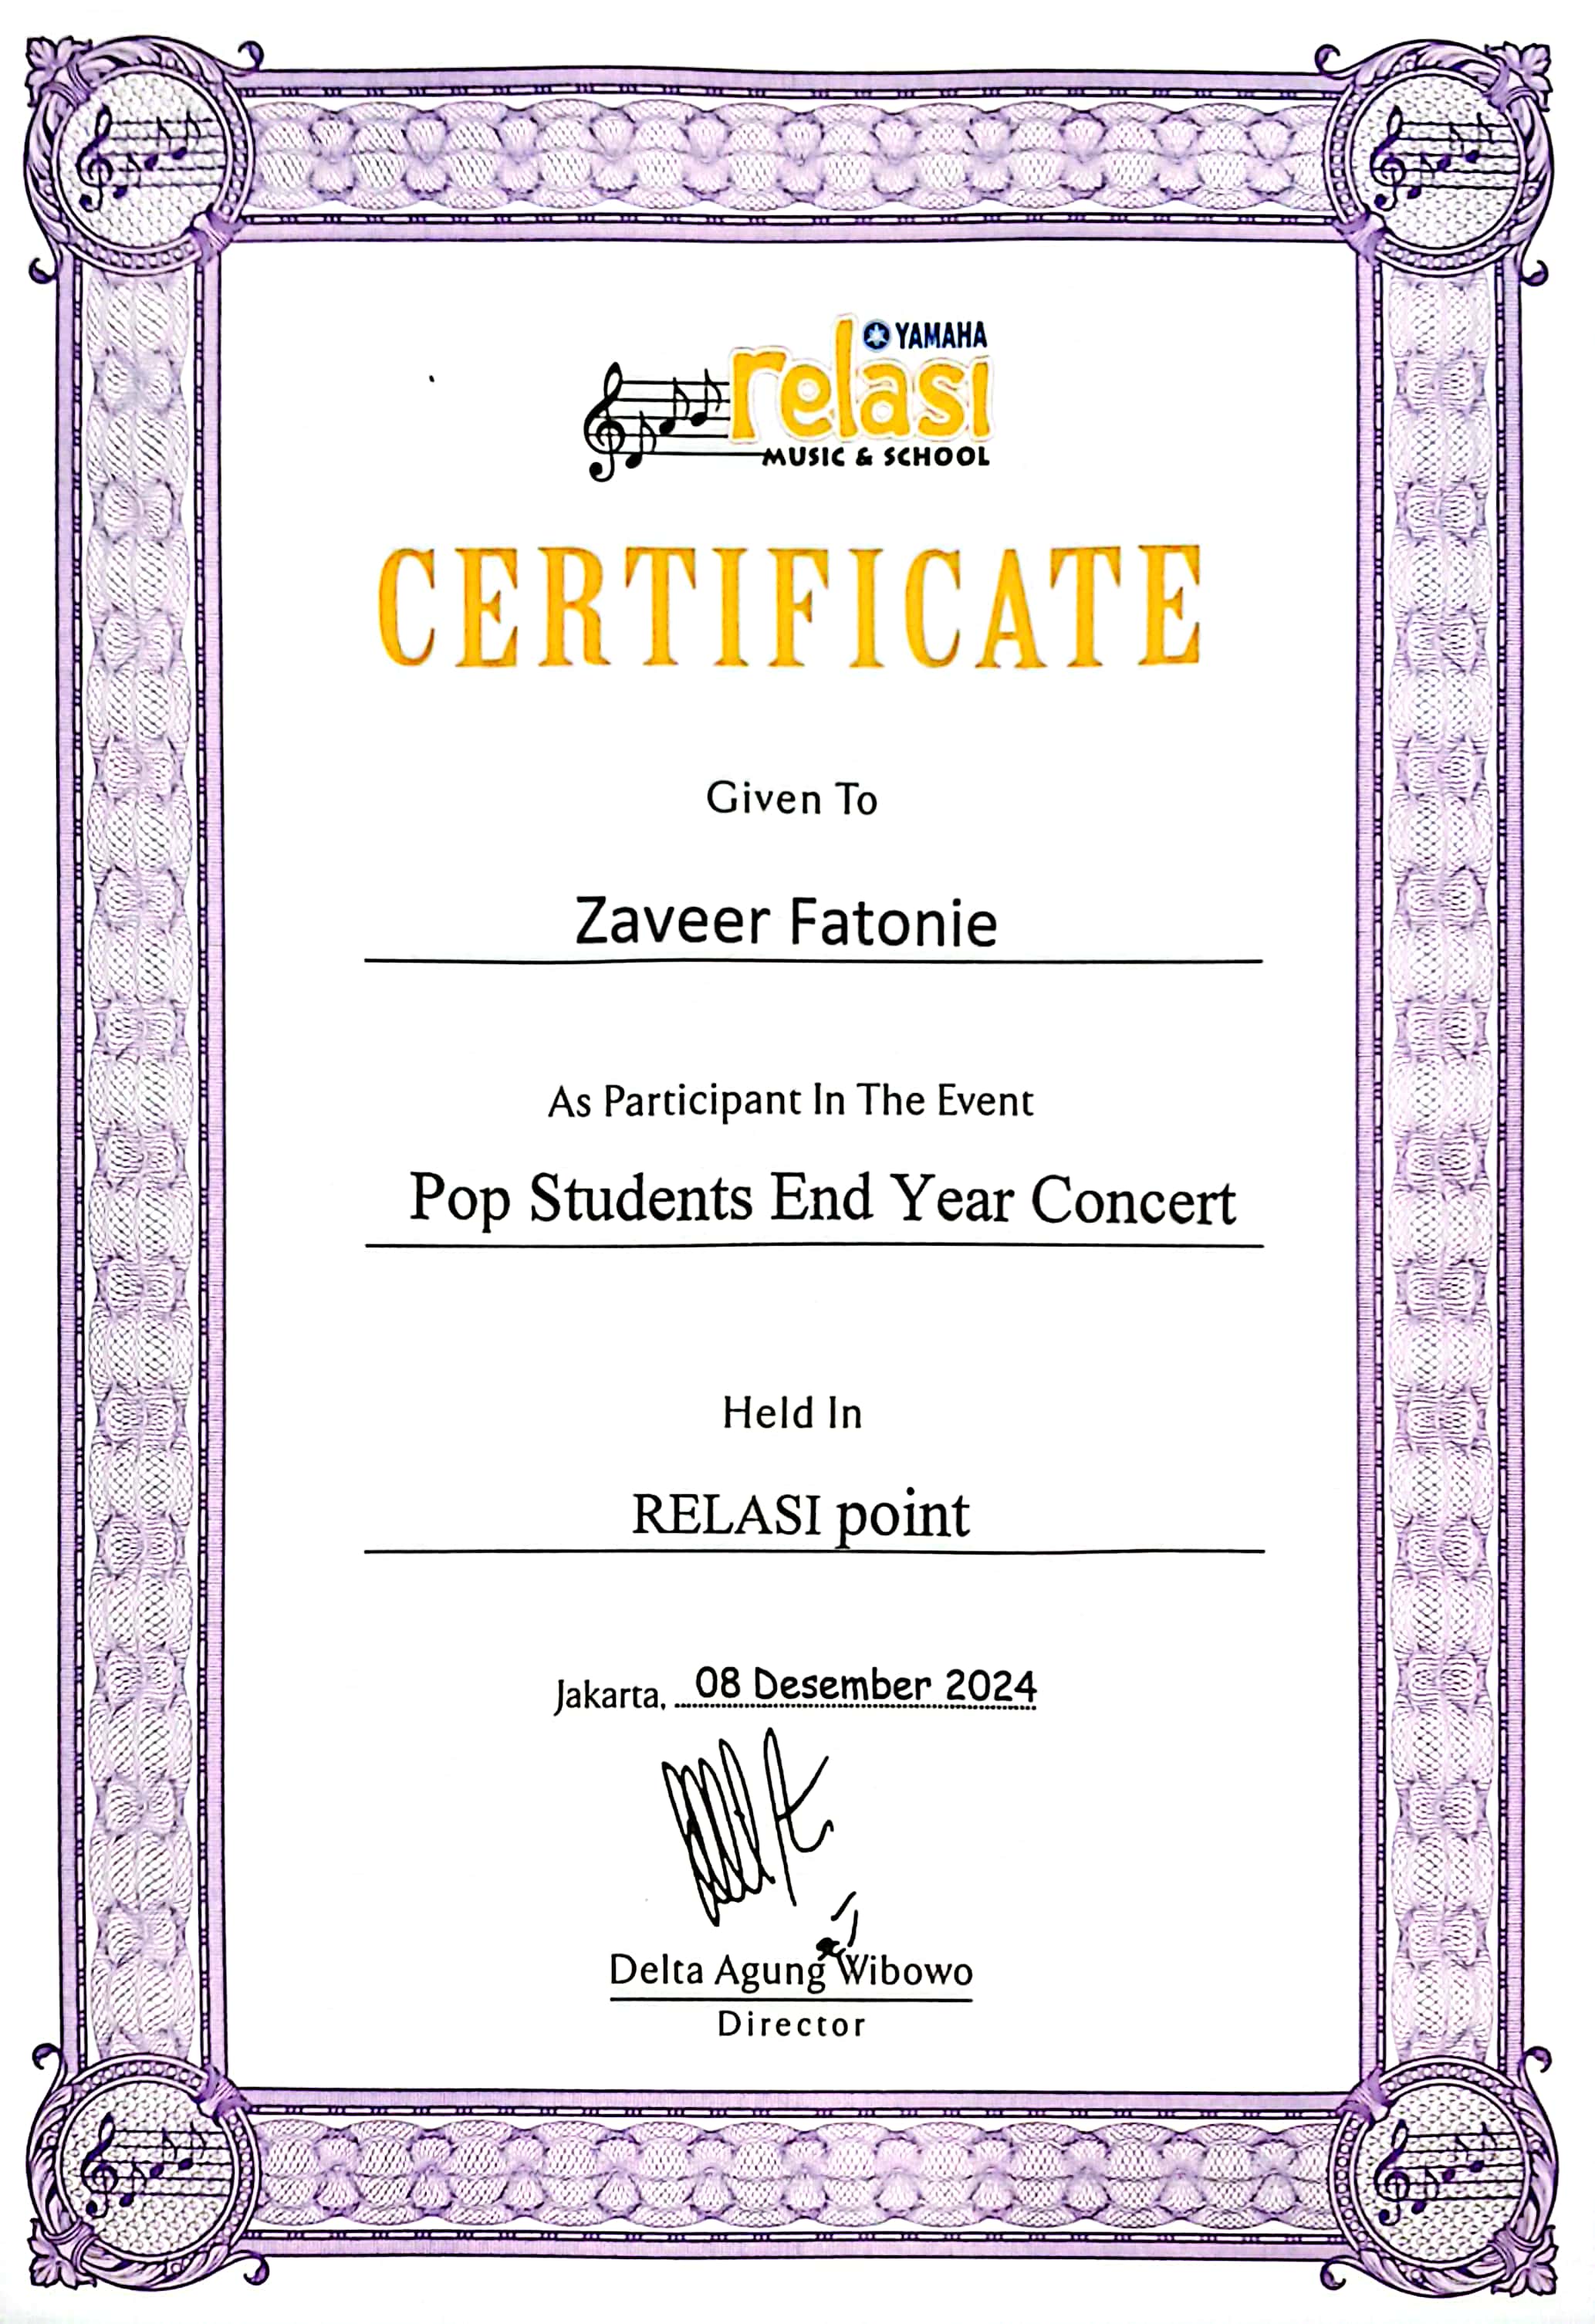 YAMAHA
relasi
MUSIC & SCHOOL
CERTIFICATE
Given To
Zaveer Fatonie
As Participant In The Event
Pop Students End Year Concert
Held In
RELASI point
Jakarta, 08 Desember 2024
Delta Agung Wibowo
Director